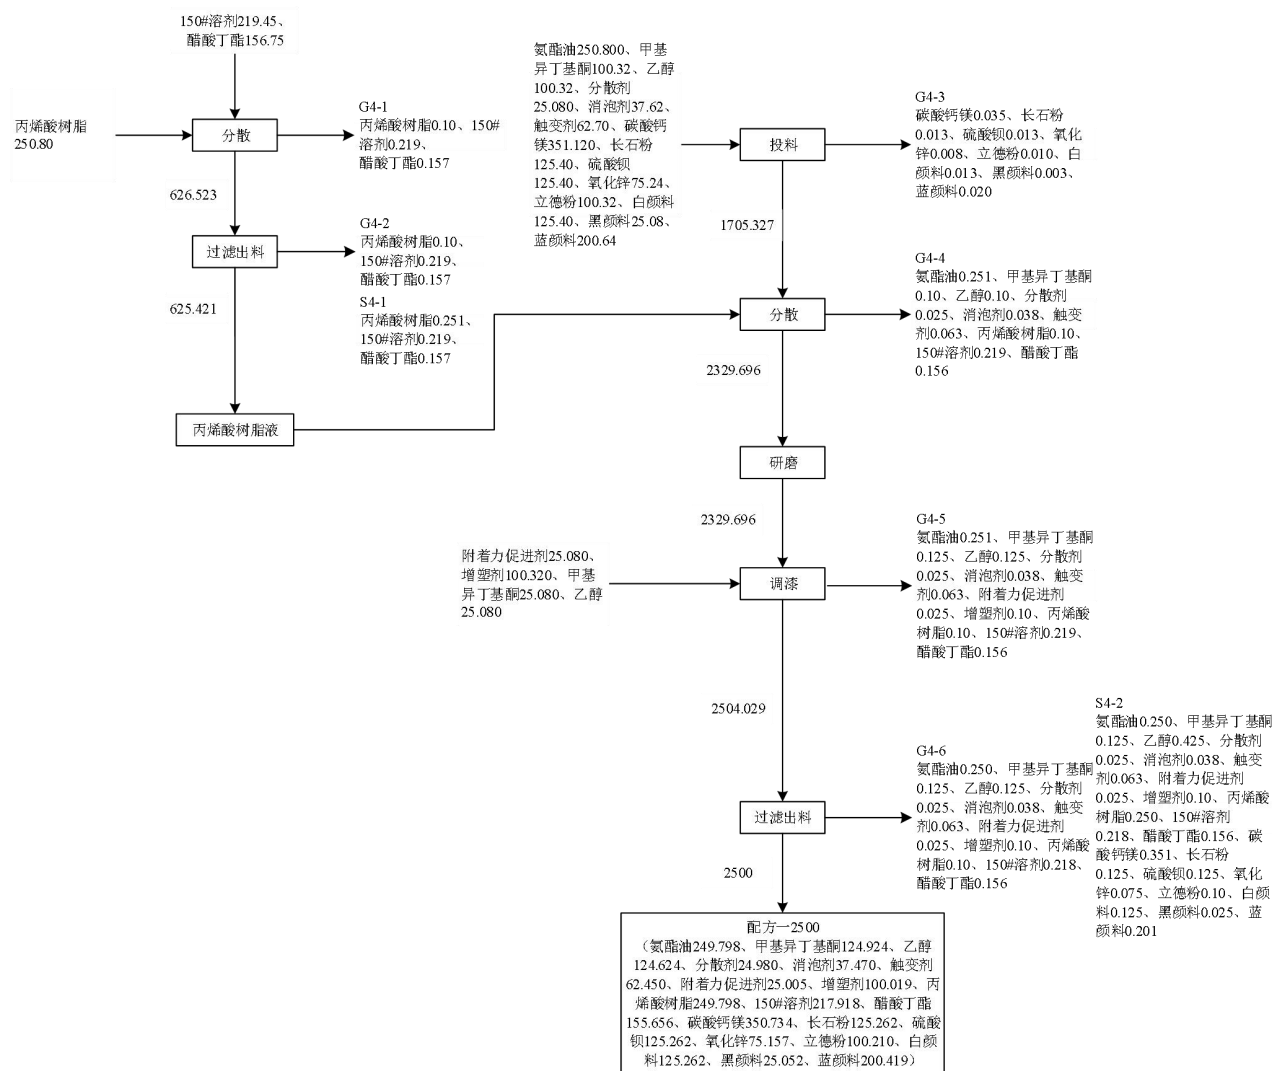 150#溶剂219.45、
醋酸丁酯156.75
丙烯酸树脂
250.80
分散
G4-1
丙烯酸树脂0.10、150#
溶剂0.219、
醋酸丁酯0.157
626.523
过滤出料
G4-2
丙烯酸树脂0.10、
150#溶剂0.219、
醋酸丁酯0.157
S4-1
丙烯酸树脂0.251、
150#溶剂0.219、
醋酸丁酯0.157
625.421
丙烯酸树脂液
氨酯油250.800、甲基
异丁基酮100.32、乙醇
100.32、分散剂
25.080、消泡剂37.62、
触变剂62.70、碳酸钙
镁351.120、长石粉
125.40、硫酸钡
125.40、氧化锌75.24、
立德粉100.32、白颜料
125.40、黑颜料25.08、
蓝颜料200.64
投料
G4-3
碳酸钙镁0.035、长石粉
0.013、硫酸钡0.013、氧化
锌0.008、立德粉0.010、白
颜料0.013、黑颜料0.003、
蓝颜料0.020
1705.327
分散
G4-4
氨酯油0.251、甲基异丁基酮
0.10、乙醇0.10、分散剂
0.025、消泡剂0.038、触变
剂0.063、丙烯酸树脂0.10、
150#溶剂0.219、醋酸丁酯
0.156
2329.696
研磨
2329.696
附着力促进剂25.080、
增塑剂100.320、甲基
异丁基酮25.080、乙醇
25.080
调漆
G4-5
氨酯油0.251、甲基异丁基酮
0.125、乙醇0.125、分散剂
0.025、消泡剂0.038、触变
剂0.063、附着力促进剂
0.025、增塑剂0.10、丙烯酸
树脂0.10、150#溶剂0.219、
醋酸丁酯0.156
2504.029
过滤出料
G4-6
氨酯油0.250、甲基异丁基酮
0.125、乙醇0.125、分散剂
0.025、消泡剂0.038、触变
剂0.063、附着力促进剂
0.025、增塑剂0.10、丙烯酸
树脂0.10、150#溶剂0.218、
醋酸丁酯0.156
S4-2
氨酯油0.250、甲基异丁基酮
0.125、乙醇0.425、分散剂
0.025、消泡剂0.038、触变
剂0.063、附着力促进剂
0.025、增塑剂0.10、丙烯酸
树脂0.250、150#溶剂
0.218、醋酸丁酯0.156、碳
酸钙镁0.351、长石粉
0.125、硫酸钡0.125、氧化
锌0.075、立德粉0.10、白颜
料0.125、黑颜料0.025、蓝
颜料0.201
2500
配方一2500
（氨酯油249.798、甲基异丁基酮124.924、乙醇
124.624、分散剂24.980、消泡剂37.470、触变剂
62.450、附着力促进剂25.005、增塑剂100.019、丙
烯酸树脂249.798、150#溶剂217.918、醋酸丁酯
155.656、碳酸钙镁350.734、长石粉125.262、硫酸
钡125.262、氧化锌75.157、立德粉100.210、白颜
料125.262、黑颜料25.052、蓝颜料200.419）